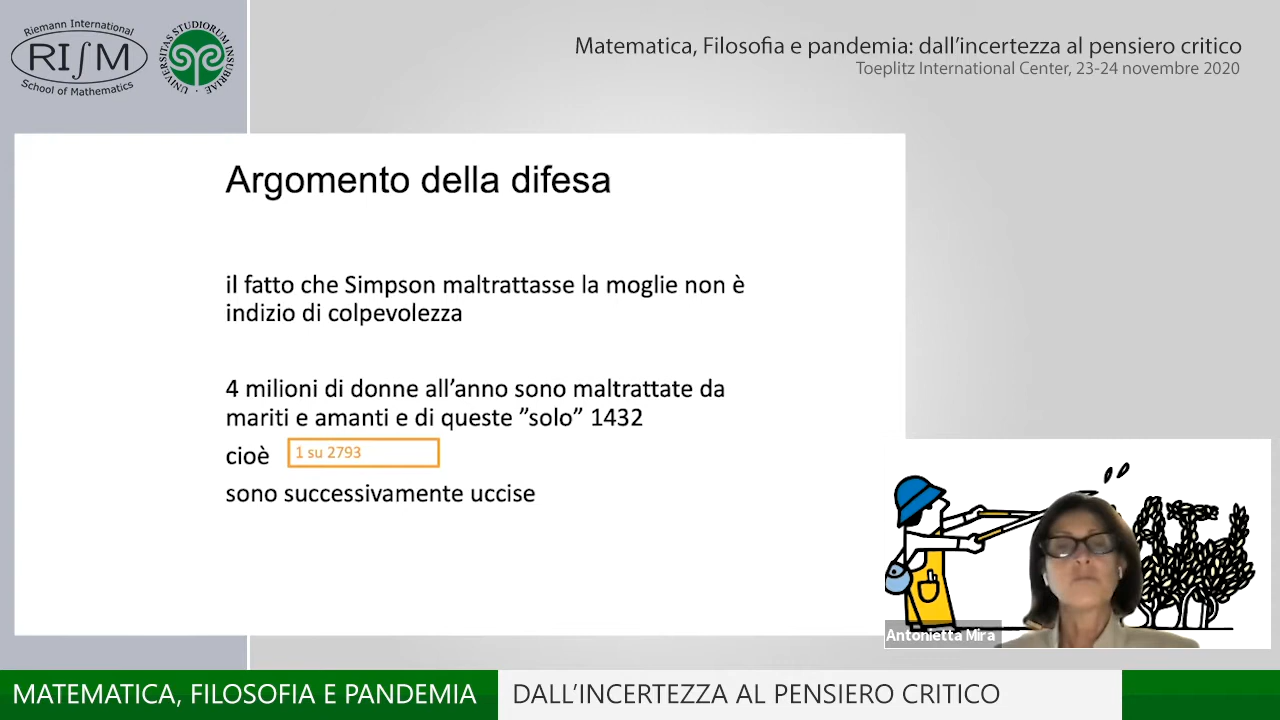 Riemann International
RISM
School of Mathematics
UNIVERSITAS STUDIORUM INSUBRIAE
Matematica, Filosofia e pandemia: dall'incertezza al pensiero critico
Toeplitz International Center, 23-24 novembre 2020
Argomento della difesa
il fatto che Simpson maltrattasse la moglie non è
indizio di colpevolezza
4 milioni di donne all'anno sono maltrattate da
mariti e amanti e di queste ”solo” 1432
cioè 1 su 2793
sono successivamente uccise
Antonietta Mira
MATEMATICA, FILOSOFIA E PANDEMIA DALL'INCERTEZZA AL PENSIERO CRITICO